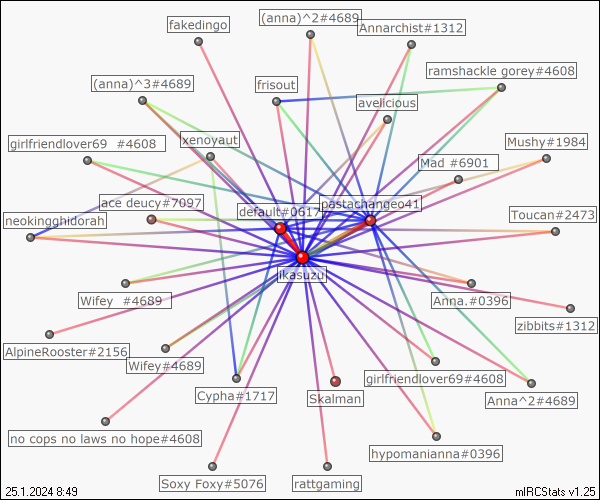 fakedingo
(anna)^2#4689
Annarchist#1312
(anna)^3#4689
frisout
ramshackle gorey#4608
avelicious
girlfriendlover69 #4608
xenoyaut
Mad #6901
Mushy#1984
ace deucy#7097
default#0617
pastachangeo41
neokingghidorah
Toucan#2473
ikasuzu
Wifey #4689
Anna.#0396
zibbits#1312
AlpineRooster#2156
Wifey#4689
girlfriendlover69#4608
Cypha#1717
Skalman
Anna^2#4689
no cops no laws no hope#4608
hypomanianna#0396
Soxy Foxy#5076
rattgaming
25.1.2024 8:49
mIRCStats v1.25